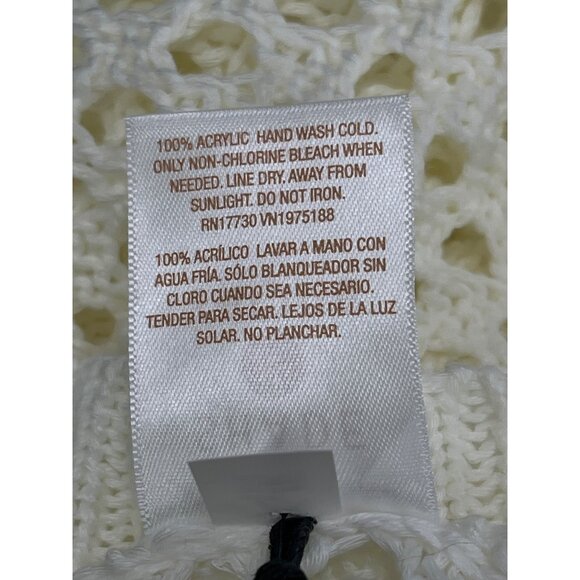 100% ACRYLIC HAND WASH COLD.
ONLY NON-CHLORINE BLEACH WHEN
NEEDED. LINE DRY, AWAY FROM
SUNLIGHT. DO NOT IRON.
RN17730 VN1975188
100% ACRÍLICO LAVAR A MANO CON
AGUA FRÍA. SÓLO BLANQUEADOR SIN
CLORO CUANDO SEA NECESARIO.
TENDER PARA SECAR. LEJOS DE LA LUZ
SOLAR. NO PLANCHAR.